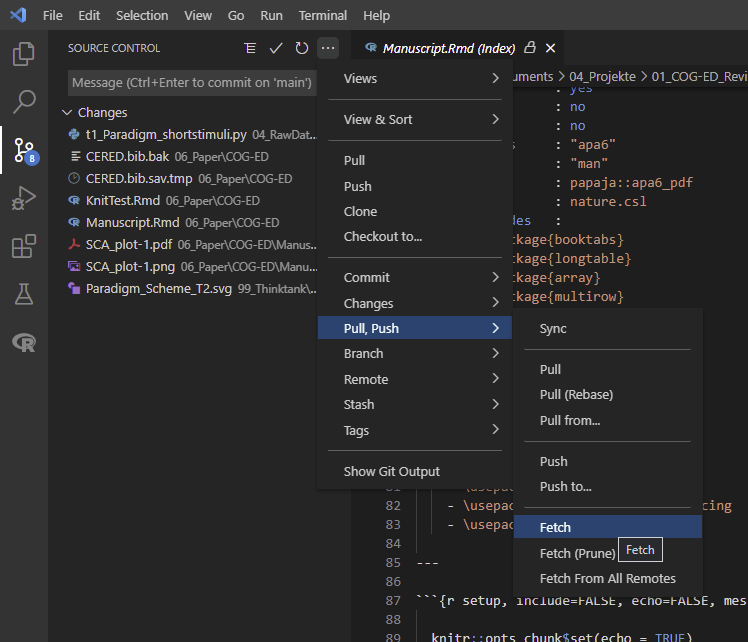 File Edit Selection View Go Run Terminal Help
SOURCE CONTROL
Manuscript.Rmd (Index)
Message (Ctrl+Enter to commit on 'main')
Changes
t1_Paradigm_shortstimuli.py 04_RawDat...
CERED.bib.bak 06_Paper\COG-ED
CERED.bib.sav.tmp 06_Paper\COG-ED
KnitTest.Rmd 06_Paper\COG-ED
Manuscript.Rmd 06_Paper\COG-ED
SCA_plot-1.pdf 06_Paper\COG-ED\Manus...
SCA_plot-1.png 06_Paper\COG-ED\Manu...
Paradigm_Scheme_T2.svg 99_Thinktank\...
8
Views
View & Sort
Pull
Push
Clone
Checkout to...
Commit
Changes
Pull, Push
Branch
Remote
Stash
Tags
Show Git Output
uments > 04_Projekte > 01_COG-ED_Revi
: yes
: no
: no
s : "apa6"
: "man"
: papaja::apa6_pdf
: nature.csl
des :
ckage{booktabs}
ckage{longtable}
ckage{array}
ckage{multirow}
Sync
Pull
Pull (Rebase)
Pull from...
Push
Push to...
Fetch
Fetch (Prune)
Fetch
Fetch From All Remotes
82 - \usepac cing
83 - \usepac
84
85 ---
86
87 ```{r setup, include=FALSE, echo=FALSE, mes
88
89 knitr::opts_chunk$set(echo = TRUE)